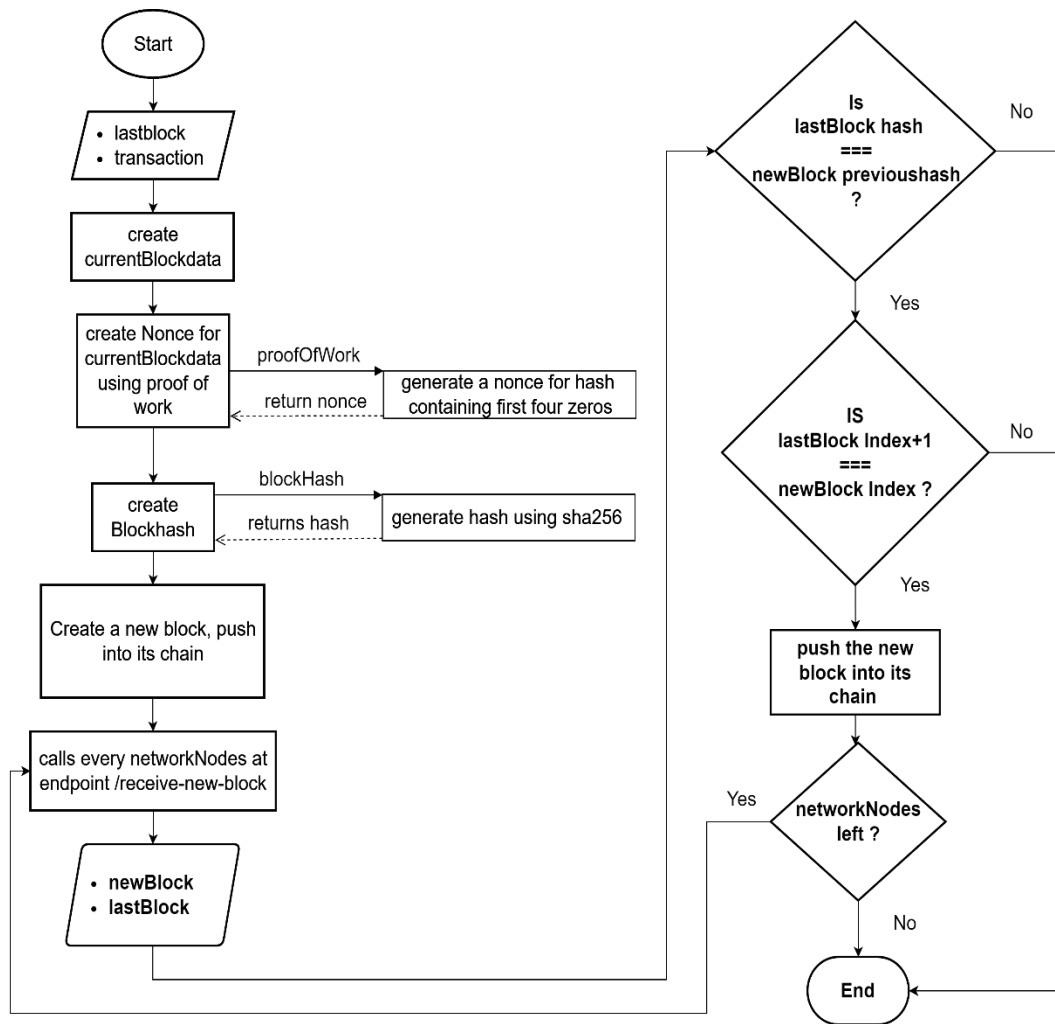 Start
• lastblock
• transaction
create
currentBlockdata
create Nonce for
currentBlockdata
using proof of
work
proofOfWork
return nonce
generate a nonce for hash
containing first four zeros
create
Blockhash
blockHash
returns hash
generate hash using sha256
Create a new block, push
into its chain
calls every networkNodes at
endpoint /receive-new-block
• newBlock
• lastBlock
Is
lastBlock hash
===
newBlock previoushash
?
No
Yes
IS
lastBlock Index+1
===
newBlock Index ?
No
Yes
push the new
block into its
chain
networkNodes
left ?
Yes
No
End